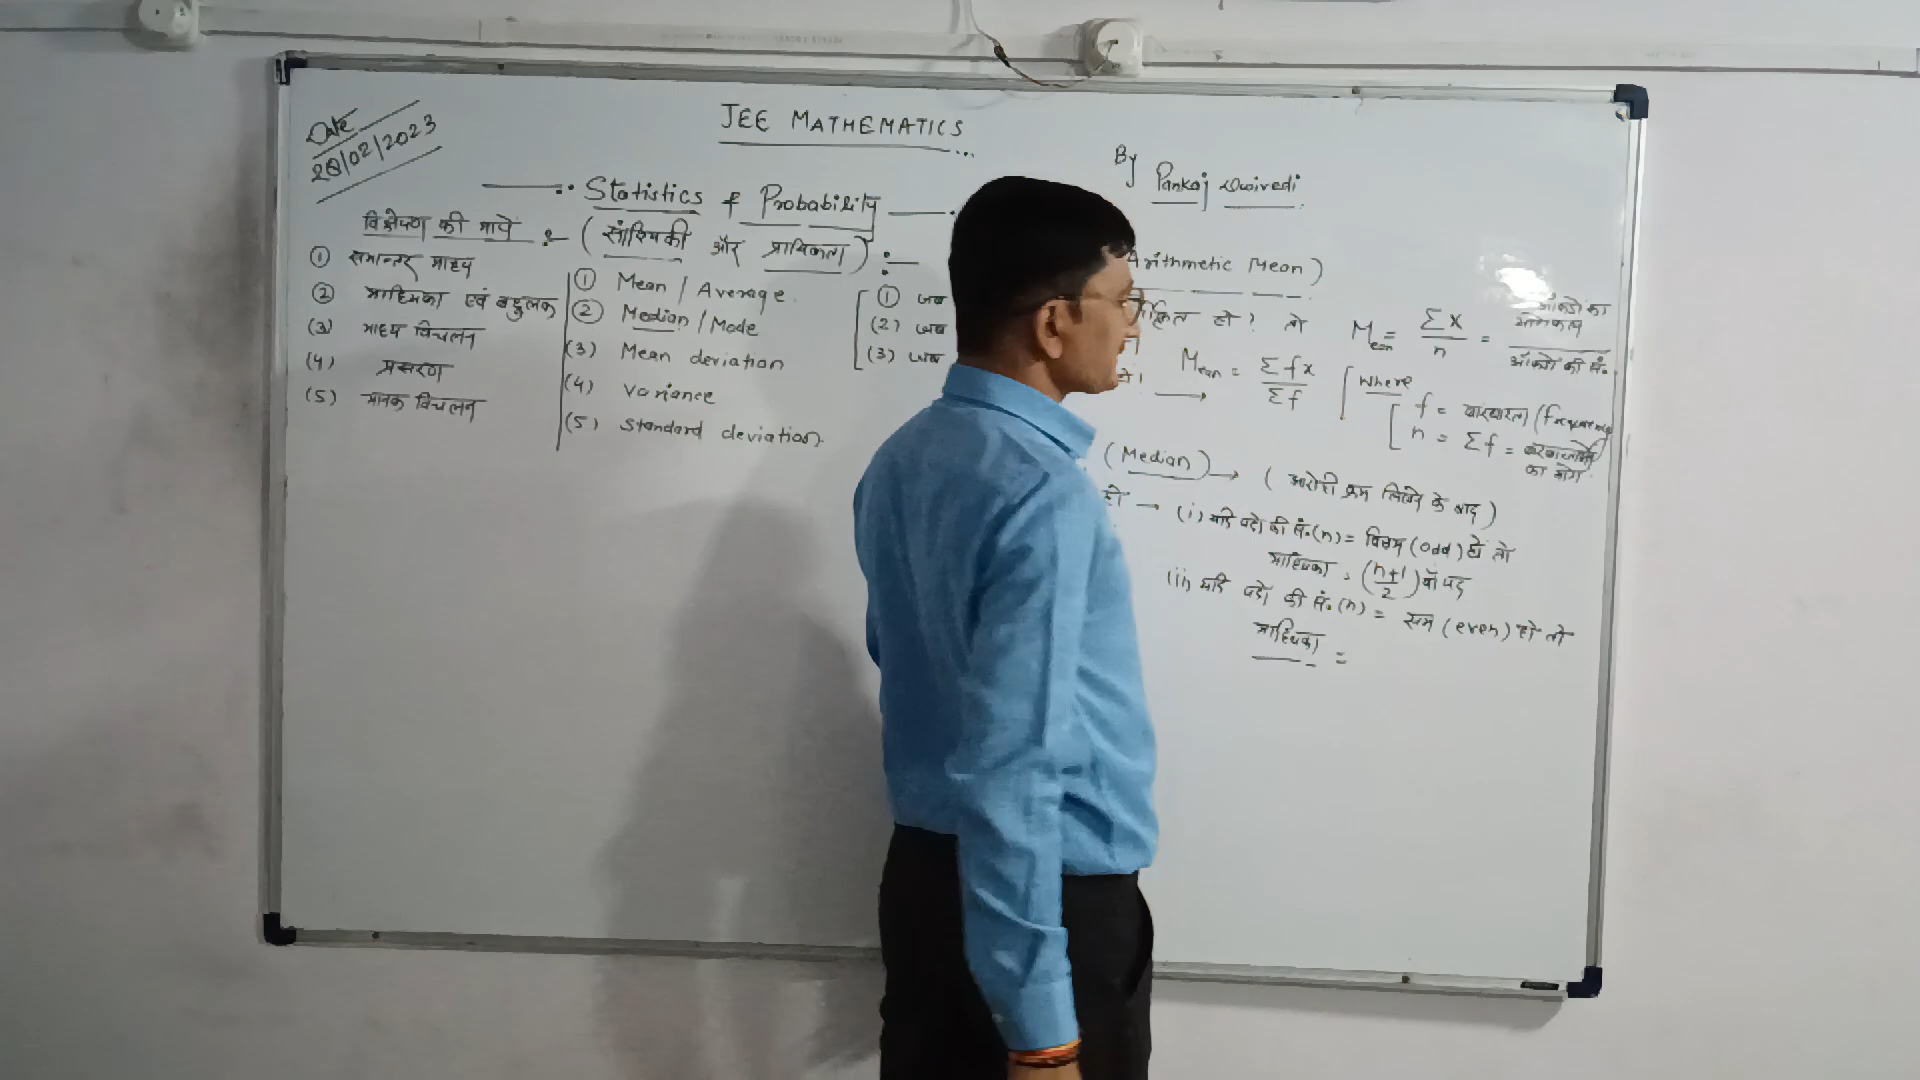 Date
28/02/2023
JEE MATHEMATICS
By Pankaj Dwivedi
Statistics & Probability
(सांख्यिकी और प्रायिकता)
विक्षेपण की मापें
① समान्तर माध्य
② माध्यिका एवं बहुलक
(3) माध्य विचलन
(4) प्रसरण
(5) मानक विचलन
① Mean / Average
② Median / Mode
(3) Mean deviation
(4) Variance
(5) Standard deviation
① जब
(2) जब
(3) जब
Arithmetic Mean)
हो? तो Mean = Σx/n = आँकड़ो का योगफल / आँकड़ो की सं.
Mean = Σfx/Σf [ Where
f = बारंबारता (frequency
n = Σf = बारंबारताओं का योग
(Median) → ( आरोही क्रम लिखने के बाद )
हो → (i) यदि पदो की सं.(n) = विषम (odd) हो तो
माध्यिका = (n+1/2) वाँ पद
(ii) यदि पदो की सं.(n) = सम (even) हो तो
माध्यिका =